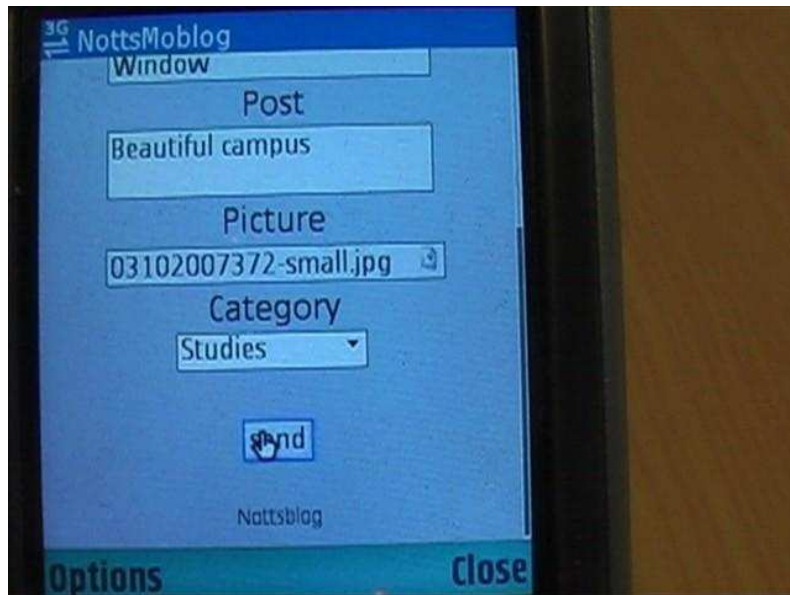 3G
NottsMoblog
Window
Post
Beautiful campus
Picture
03102007372-small.jpg
Category
Studies
send
Nottsblog
Options
Close